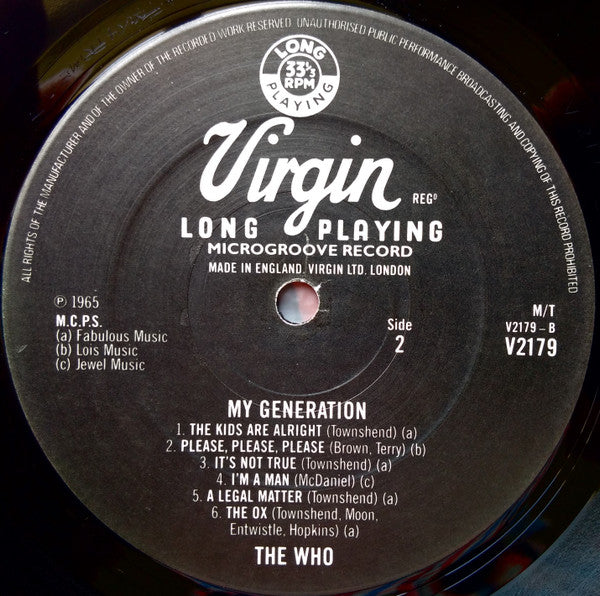 ALL RIGHTS OF THE MANUFACTURER AND OF THE OWNER OF THE RECORDED WORK RESERVED. UNAUTHORISED PUBLIC PERFORMANCE BROADCASTING AND COPYING OF THIS RECORD PROHIBITED
LONG
33⅓
RPM
PLAYING
Virgin
REGD
LONG PLAYING
MICROGROOVE RECORD
MADE IN ENGLAND. VIRGIN LTD. LONDON
℗ 1965
M.C.P.S.
(a) Fabulous Music
(b) Lois Music
(c) Jewel Music
Side
2
M/T
V2179 – B
V2179
MY GENERATION
1. THE KIDS ARE ALRIGHT (Townshend) (a)
2. PLEASE, PLEASE, PLEASE (Brown, Terry) (b)
3. IT'S NOT TRUE (Townshend) (a)
4. I'M A MAN (McDaniel) (c)
5. A LEGAL MATTER (Townshend) (a)
6. THE OX (Townshend, Moon,
Entwistle, Hopkins) (a)
THE WHO